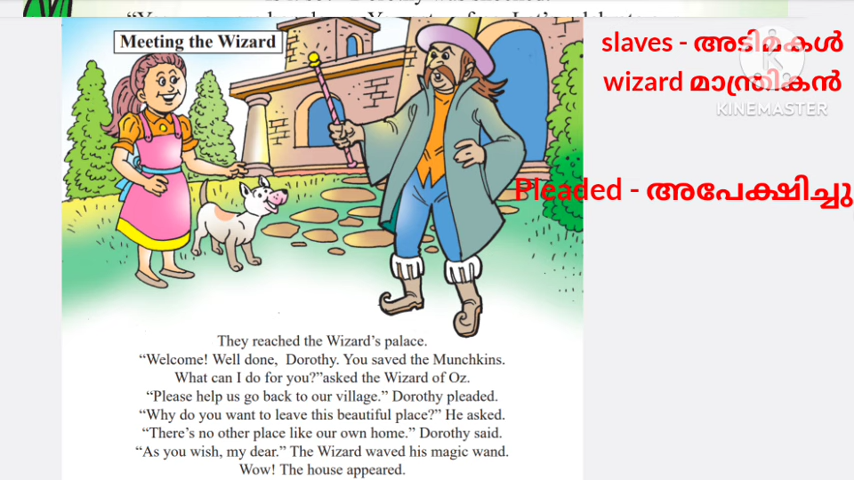 Meeting the Wizard
slaves - അടിമകൾ
wizard മാന്ത്രികൻ
KINEMASTER
Pleaded - അപേക്ഷിച്ചു
They reached the Wizard's palace.
“Welcome! Well done, Dorothy. You saved the Munchkins.
What can I do for you?”asked the Wizard of Oz.
“Please help us go back to our village.” Dorothy pleaded.
“Why do you want to leave this beautiful place?” He asked.
“There's no other place like our own home.” Dorothy said.
“As you wish, my dear.” The Wizard waved his magic wand.
Wow! The house appeared.